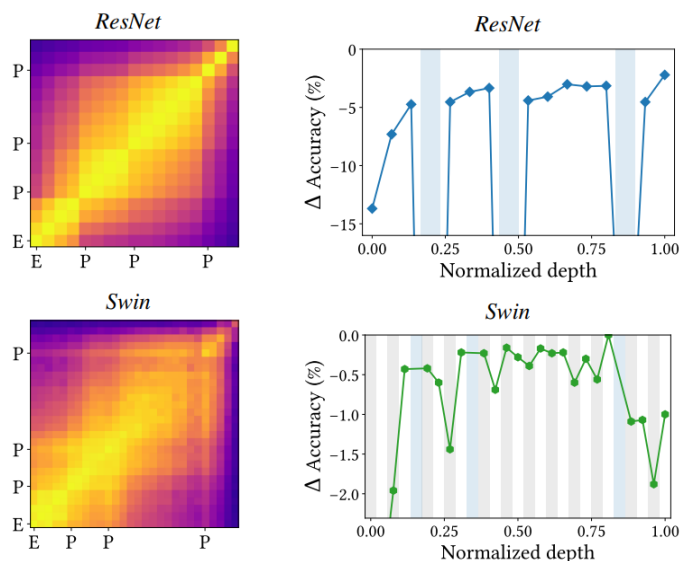 ResNet
P
P
P
E
E P P P
ResNet
0
−5
−10
−15
Δ Accuracy (%)
0.00 0.25 0.50 0.75 1.00
Normalized depth
Swin
P
P
P
E
E P P P
Swin
0.0
−0.5
−1.0
−1.5
−2.0
Δ Accuracy (%)
0.00 0.25 0.50 0.75 1.00
Normalized depth